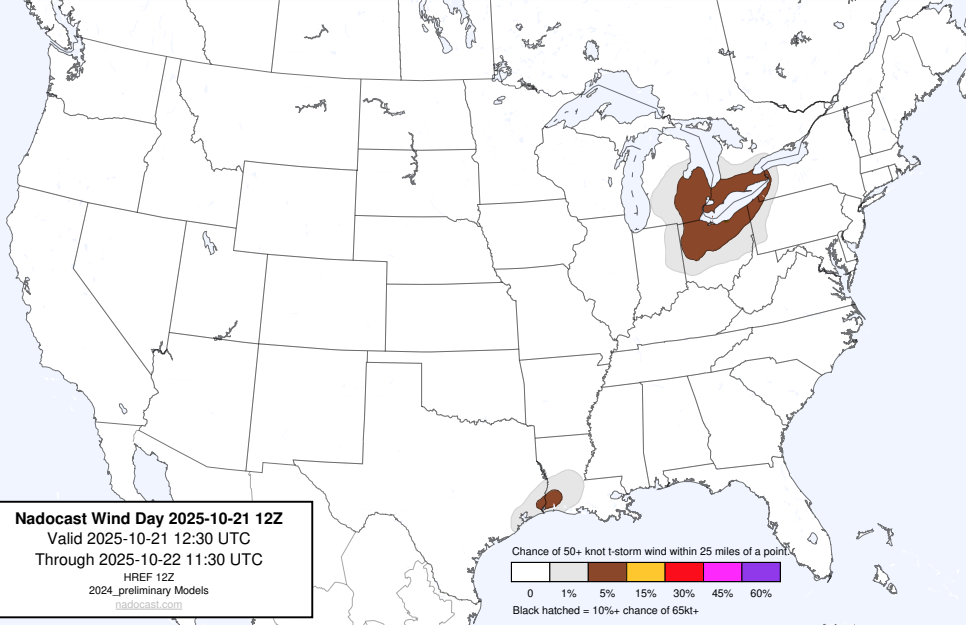 Nadocast Wind Day 2025-10-21 12Z
Valid 2025-10-21 12:30 UTC
Through 2025-10-22 11:30 UTC
HREF 12Z
2024_preliminary Models
nadocast.com
Chance of 50+ knot t-storm wind within 25 miles of a point.
0 1% 5% 15% 30% 45% 60%
Black hatched = 10%+ chance of 65kt+